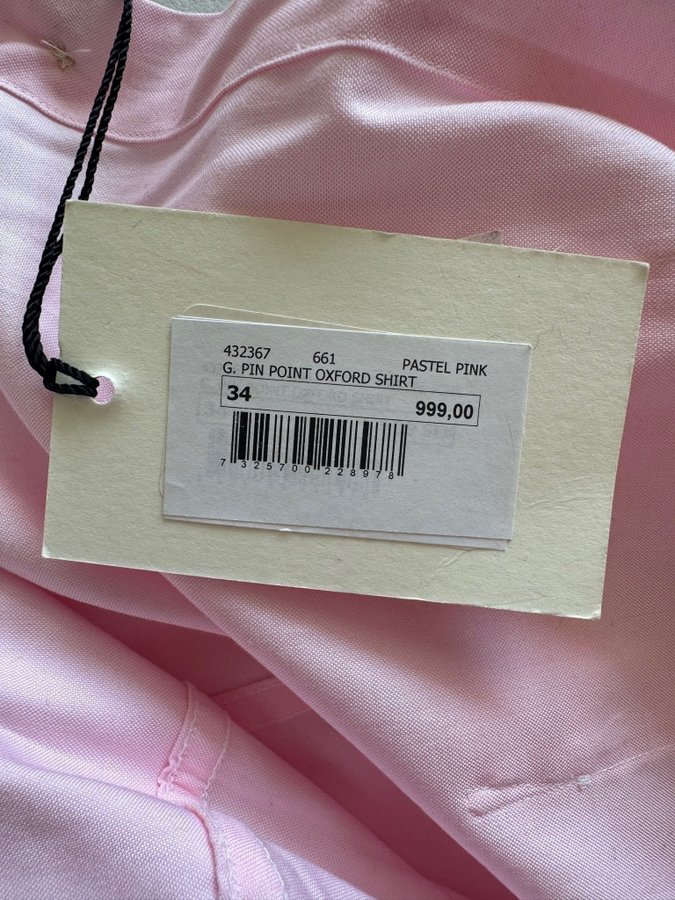 432367 661 PASTEL PINK
G. PIN POINT OXFORD SHIRT
34 999,00
7 325700 228978